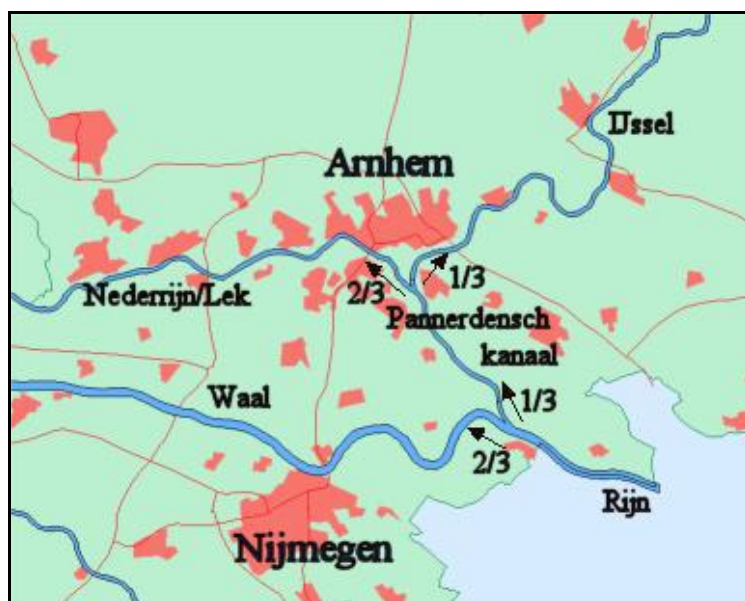 IJssel
Arnhem
Nederrijn/Lek
2/3
1/3
Pannerdensch
kanaal
Waal
1/3
2/3
Rijn
Nijmegen